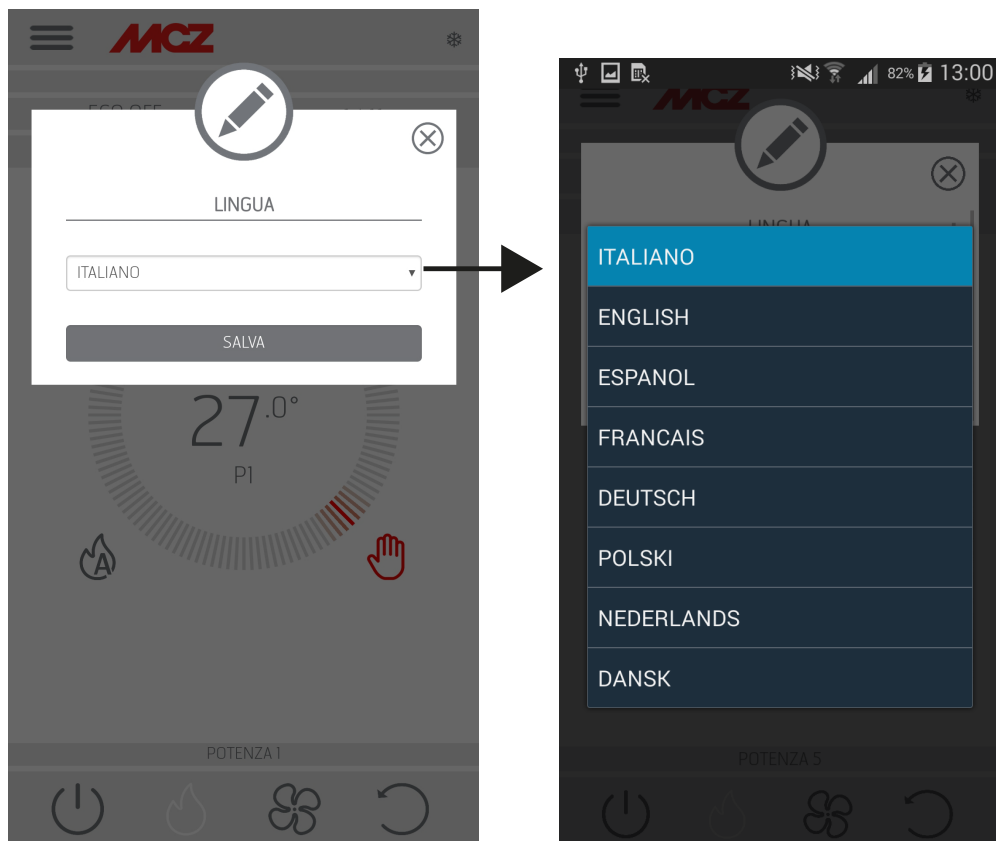 MCZ
LINGUA
ITALIANO
SALVA
27.0°
P1
A
POTENZA 1
82% 13:00
MCZ
LINGUA
ITALIANO
ENGLISH
ESPANOL
FRANCAIS
DEUTSCH
POLSKI
NEDERLANDS
DANSK
POTENZA 5